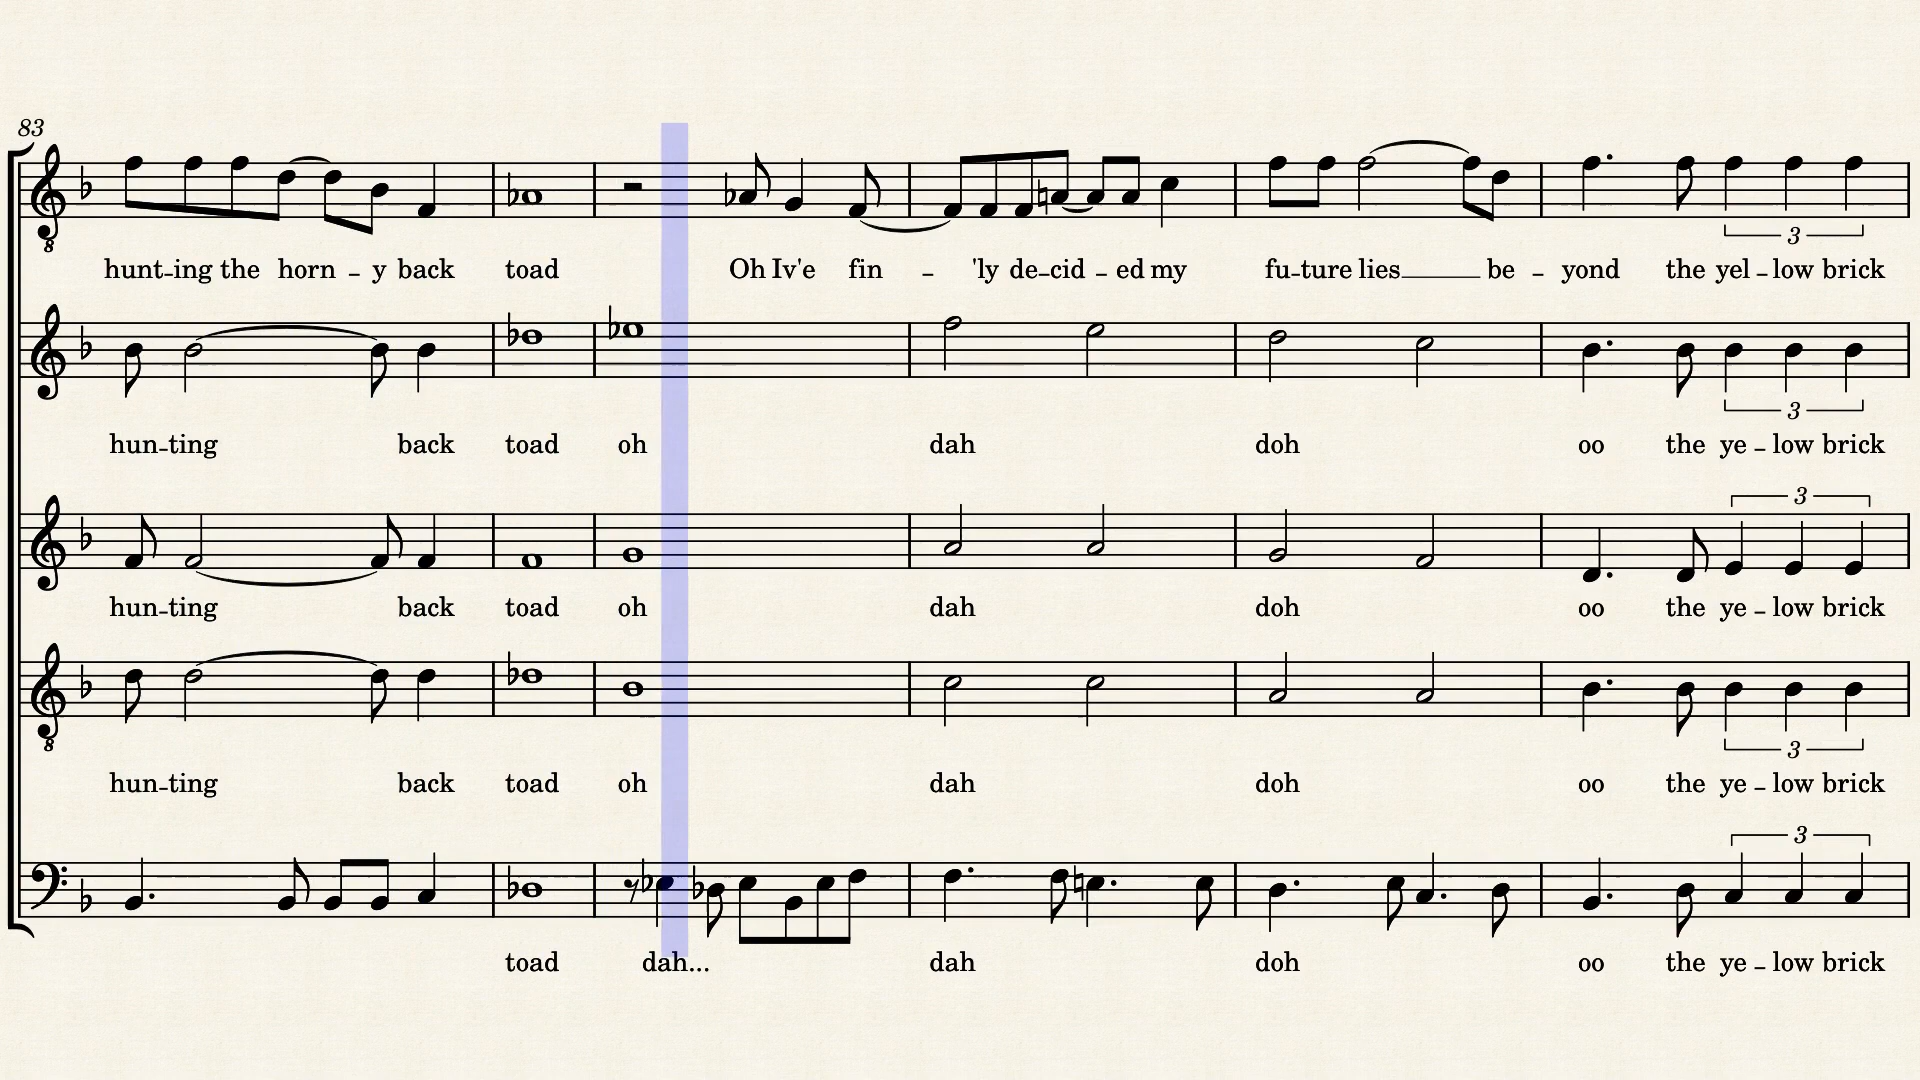 83
hunt-ing the horn - y back toad Oh Iv'e fin - 'ly de-cid - ed my fu-ture lies be - yond the yel - low brick
3
hun-ting back toad oh dah doh oo the ye - low brick
3
3
hun-ting back toad oh dah doh oo the ye - low brick
3
hun-ting back toad oh dah doh oo the ye - low brick
3
toad dah... dah doh oo the ye - low brick